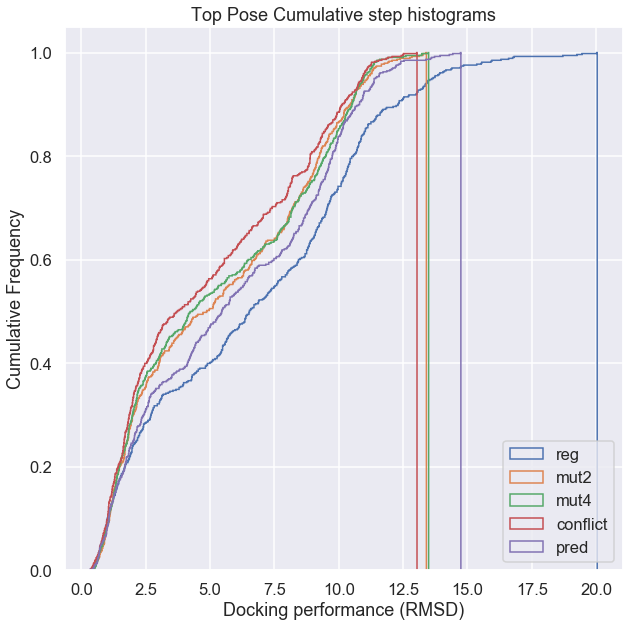 Top Pose Cumulative step histograms
1.0
0.8
0.6
0.4
0.2
0.0
Cumulative Frequency
0.0 2.5 5.0 7.5 10.0 12.5 15.0 17.5 20.0
Docking performance (RMSD)
reg
mut2
mut4
conflict
pred